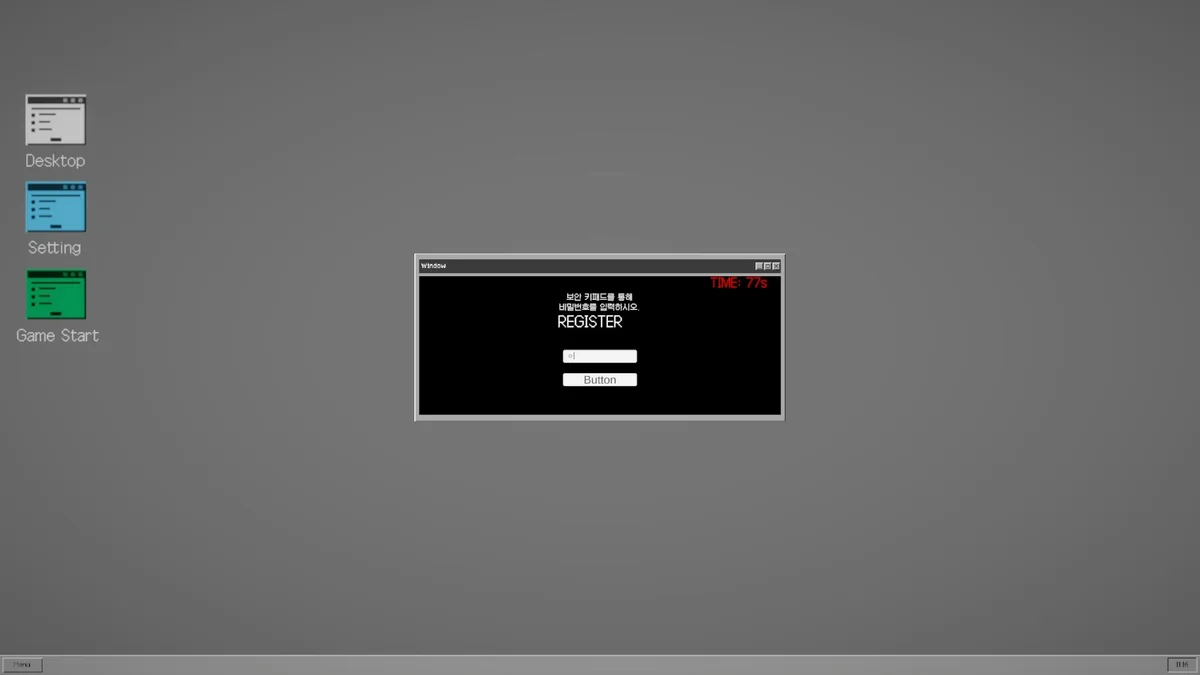 Desktop
Setting
Game Start
Window
TIME: 77s
보안 키패드를 통해
비밀번호를 입력하시오.
REGISTER
이
Button
Menu